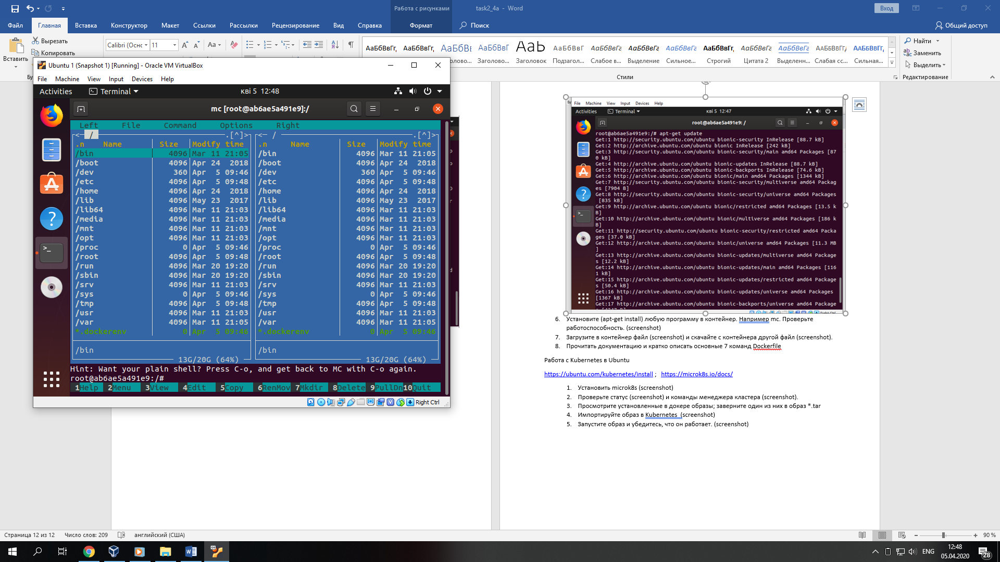 Работа с рисунками
task2_4a - Word
Вход
Файл Главная Вставка Конструктор Макет Ссылки Рассылки Рецензирование Вид Справка Формат Поиск Общий доступ
Вставить
Вырезать
Копировать
Calibri (Оснс 11
АаБбВвГг, АаБбВвГг, АаБбВ АаБбВвГ АаЬ АаБбВвГ АаБбВвГг АаБбВвГг АаБбВвГг АаБбВвГг, АаБбВвГг АаБбВвГг АаБбВвГг, АаБбВвГг,
Заголово... Заголовок Подзагол... Слабое в... Выделение Сильное... Строгий Цитата 2 Выделенн... Слабая сс... Сильная...
Стили
Найти
Заменить
Выделить
Редактирование
Ubuntu 1 (Snapshot 1) [Running] - Oracle VM VirtualBox
File Machine View Input Devices Help
Activities Terminal кві 5 12:48
mc [root@ab6ae5a491e9]:/
Left File Command Options Right
<- / .[^]> <- / .[^]>
.n Name Size Modify time .n Name Size Modify time
/bin 4096 Mar 11 21:05 /bin 4096 Mar 11 21:05
/boot 4096 Apr 24 2018 /boot 4096 Apr 24 2018
/dev 360 Apr 5 09:46 /dev 360 Apr 5 09:46
/etc 4096 Apr 5 09:48 /etc 4096 Apr 5 09:48
/home 4096 Apr 24 2018 /home 4096 Apr 24 2018
/lib 4096 May 23 2017 /lib 4096 May 23 2017
/lib64 4096 Mar 11 21:03 /lib64 4096 Mar 11 21:03
/media 4096 Mar 11 21:03 /media 4096 Mar 11 21:03
/mnt 4096 Mar 11 21:03 /mnt 4096 Mar 11 21:03
/opt 4096 Mar 11 21:03 /opt 4096 Mar 11 21:03
/proc 0 Apr 5 09:46 /proc 0 Apr 5 09:46
/root 4096 Apr 5 09:48 /root 4096 Apr 5 09:48
/run 4096 Mar 20 19:20 /run 4096 Mar 20 19:20
/sbin 4096 Mar 20 19:20 /sbin 4096 Mar 20 19:20
/srv 4096 Mar 11 21:03 /srv 4096 Mar 11 21:03
/sys 0 Apr 5 09:46 /sys 0 Apr 5 09:46
/tmp 4096 Apr 5 09:48 /tmp 4096 Apr 5 09:48
/usr 4096 Mar 11 21:03 /usr 4096 Mar 11 21:03
/var 4096 Mar 11 21:05 /var 4096 Mar 11 21:05
*.dockerenv 0 Apr 5 09:46 *.dockerenv 0 Apr 5 09:46
/bin /bin
13G/20G (64%) 13G/20G (64%)
Hint: Want your plain shell? Press C-o, and get back to MC with C-o again.
root@ab6ae5a491e9:/#
1Help 2Menu 3View 4Edit 5Copy 6RenMov 7Mkdir 8Delete 9PullDn 10Quit
Right Ctrl
File Machine View Input Devices Help
Activities Terminal кві 5 12:47
root@ab6ae5a491e9: /
root@ab6ae5a491e9:/# apt-get update
Get:1 http://security.ubuntu.com/ubuntu bionic-security InRelease [88.7 kB]
Get:2 http://archive.ubuntu.com/ubuntu bionic InRelease [242 kB]
Get:3 http://security.ubuntu.com/ubuntu bionic-security/main amd64 Packages [87
0 kB]
Get:4 http://archive.ubuntu.com/ubuntu bionic-updates InRelease [88.7 kB]
Get:5 http://archive.ubuntu.com/ubuntu bionic-backports InRelease [74.6 kB]
Get:6 http://archive.ubuntu.com/ubuntu bionic/main amd64 Packages [1344 kB]
Get:7 http://security.ubuntu.com/ubuntu bionic-security/multiverse amd64 Packag
es [7904 B]
Get:8 http://security.ubuntu.com/ubuntu bionic-security/universe amd64 Packages
[835 kB]
Get:9 http://archive.ubuntu.com/ubuntu bionic/restricted amd64 Packages [13.5 k
B]
Get:10 http://archive.ubuntu.com/ubuntu bionic/multiverse amd64 Packages [186 k
B]
Get:11 http://security.ubuntu.com/ubuntu bionic-security/restricted amd64 Packa
ges [37.0 kB]
Get:12 http://archive.ubuntu.com/ubuntu bionic/universe amd64 Packages [11.3 MB
]
Get:13 http://archive.ubuntu.com/ubuntu bionic-updates/multiverse amd64 Package
s [12.2 kB]
Get:14 http://archive.ubuntu.com/ubuntu bionic-updates/main amd64 Packages [116
1 kB]
Get:15 http://archive.ubuntu.com/ubuntu bionic-updates/restricted amd64 Package
s [50.4 kB]
Get:16 http://archive.ubuntu.com/ubuntu bionic-updates/universe amd64 Packages
[1367 kB]
Get:17 http://archive.ubuntu.com/ubuntu bionic-backports/universe amd64 Package
6. Установите (apt-get install) любую программу в контейнер. Например mc. Проверьте
работоспособность. (screenshot)
7. Загрузите в контейнер файл (screenshot) и скачайте с контейнера другой файл (screenshot).
8. Прочитать документацию и кратко описать основные 7 команд Dockerfile
Работа с Kubernetes в Ubuntu
https://ubuntu.com/kubernetes/install ; https://microk8s.io/docs/
1. Установить microk8s (screenshot)
2. Проверьте статус (screenshot) и команды менеджера кластера (screenshot).
3. Просмотрите установленные в докере образы; заверните один из них в образ *.tar
4. Импортируйте образ в Kubernetes (screenshot)
5. Запустите образ и убедитесь, что он работает. (screenshot)
Страница 12 из 12 Число слов: 209 английский (США) 90 %
ENG 12:48
05.04.2020 28